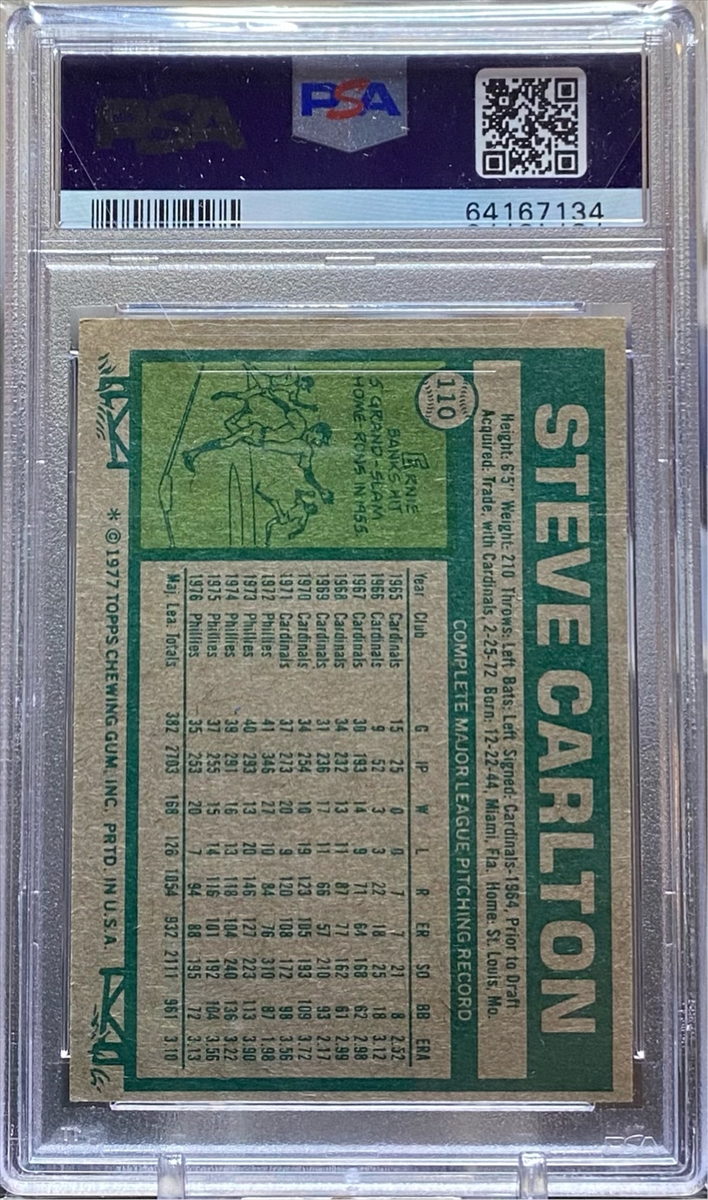 PSA
PSA
64167134
STEVE CARLTON
110
Height: 6'5" Weight: 210 Throws: Left Bats: Left Signed: Cardinals-1964, Prior to Draft
Acquired: Trade, with Cardinals, 2-25-72 Born: 12-22-44, Miami, Fla. Home: St. Louis, Mo.
COMPLETE MAJOR LEAGUE PITCHING RECORD
ERNIE
BANKS HIT
5 GRAND-SLAM
HOME RUNS IN 1955
Year Club G IP W L R ER SO BB ERA
1965 Cardinals 15 25 0 0 7 7 21 8 2.52
1966 Cardinals 9 52 3 3 22 18 25 18 3.12
1967 Cardinals 30 193 14 9 71 64 168 62 2.98
1968 Cardinals 34 232 13 11 87 77 162 61 2.99
1969 Cardinals 31 236 17 11 66 57 210 93 2.17
1970 Cardinals 34 254 10 19 123 105 193 109 3.72
1971 Cardinals 37 273 20 9 120 108 172 98 3.56
1972 Phillies 41 346 27 10 84 76 310 87 1.98
1973 Phillies 40 293 13 20 146 127 223 113 3.90
1974 Phillies 39 291 16 13 118 104 240 136 3.22
1975 Phillies 37 255 15 14 116 101 192 104 3.56
1976 Phillies 35 253 20 7 94 88 195 72 3.13
Maj. Lea. Totals 382 2703 168 126 1054 932 2111 961 3.10
* © 1977 TOPPS CHEWING GUM, INC. PRTD. IN U.S.A.
PSA